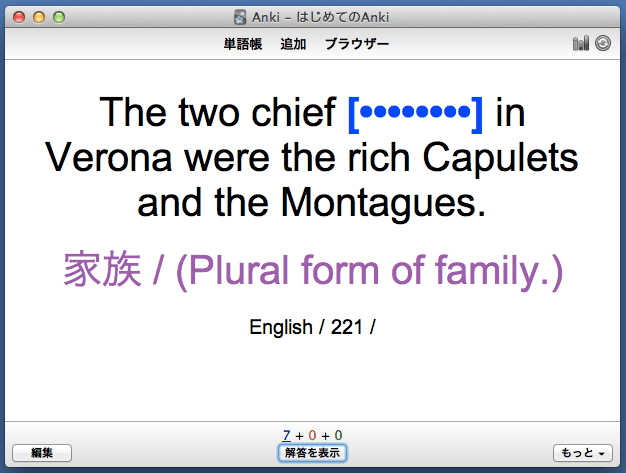 Anki – はじめてのAnki
単語帳 追加 ブラウザー
The two chief [••••••••] in
Verona were the rich Capulets
and the Montagues.
家族 / (Plural form of family.)
English / 221 /
7 + 0 + 0
編集 解答を表示 もっと